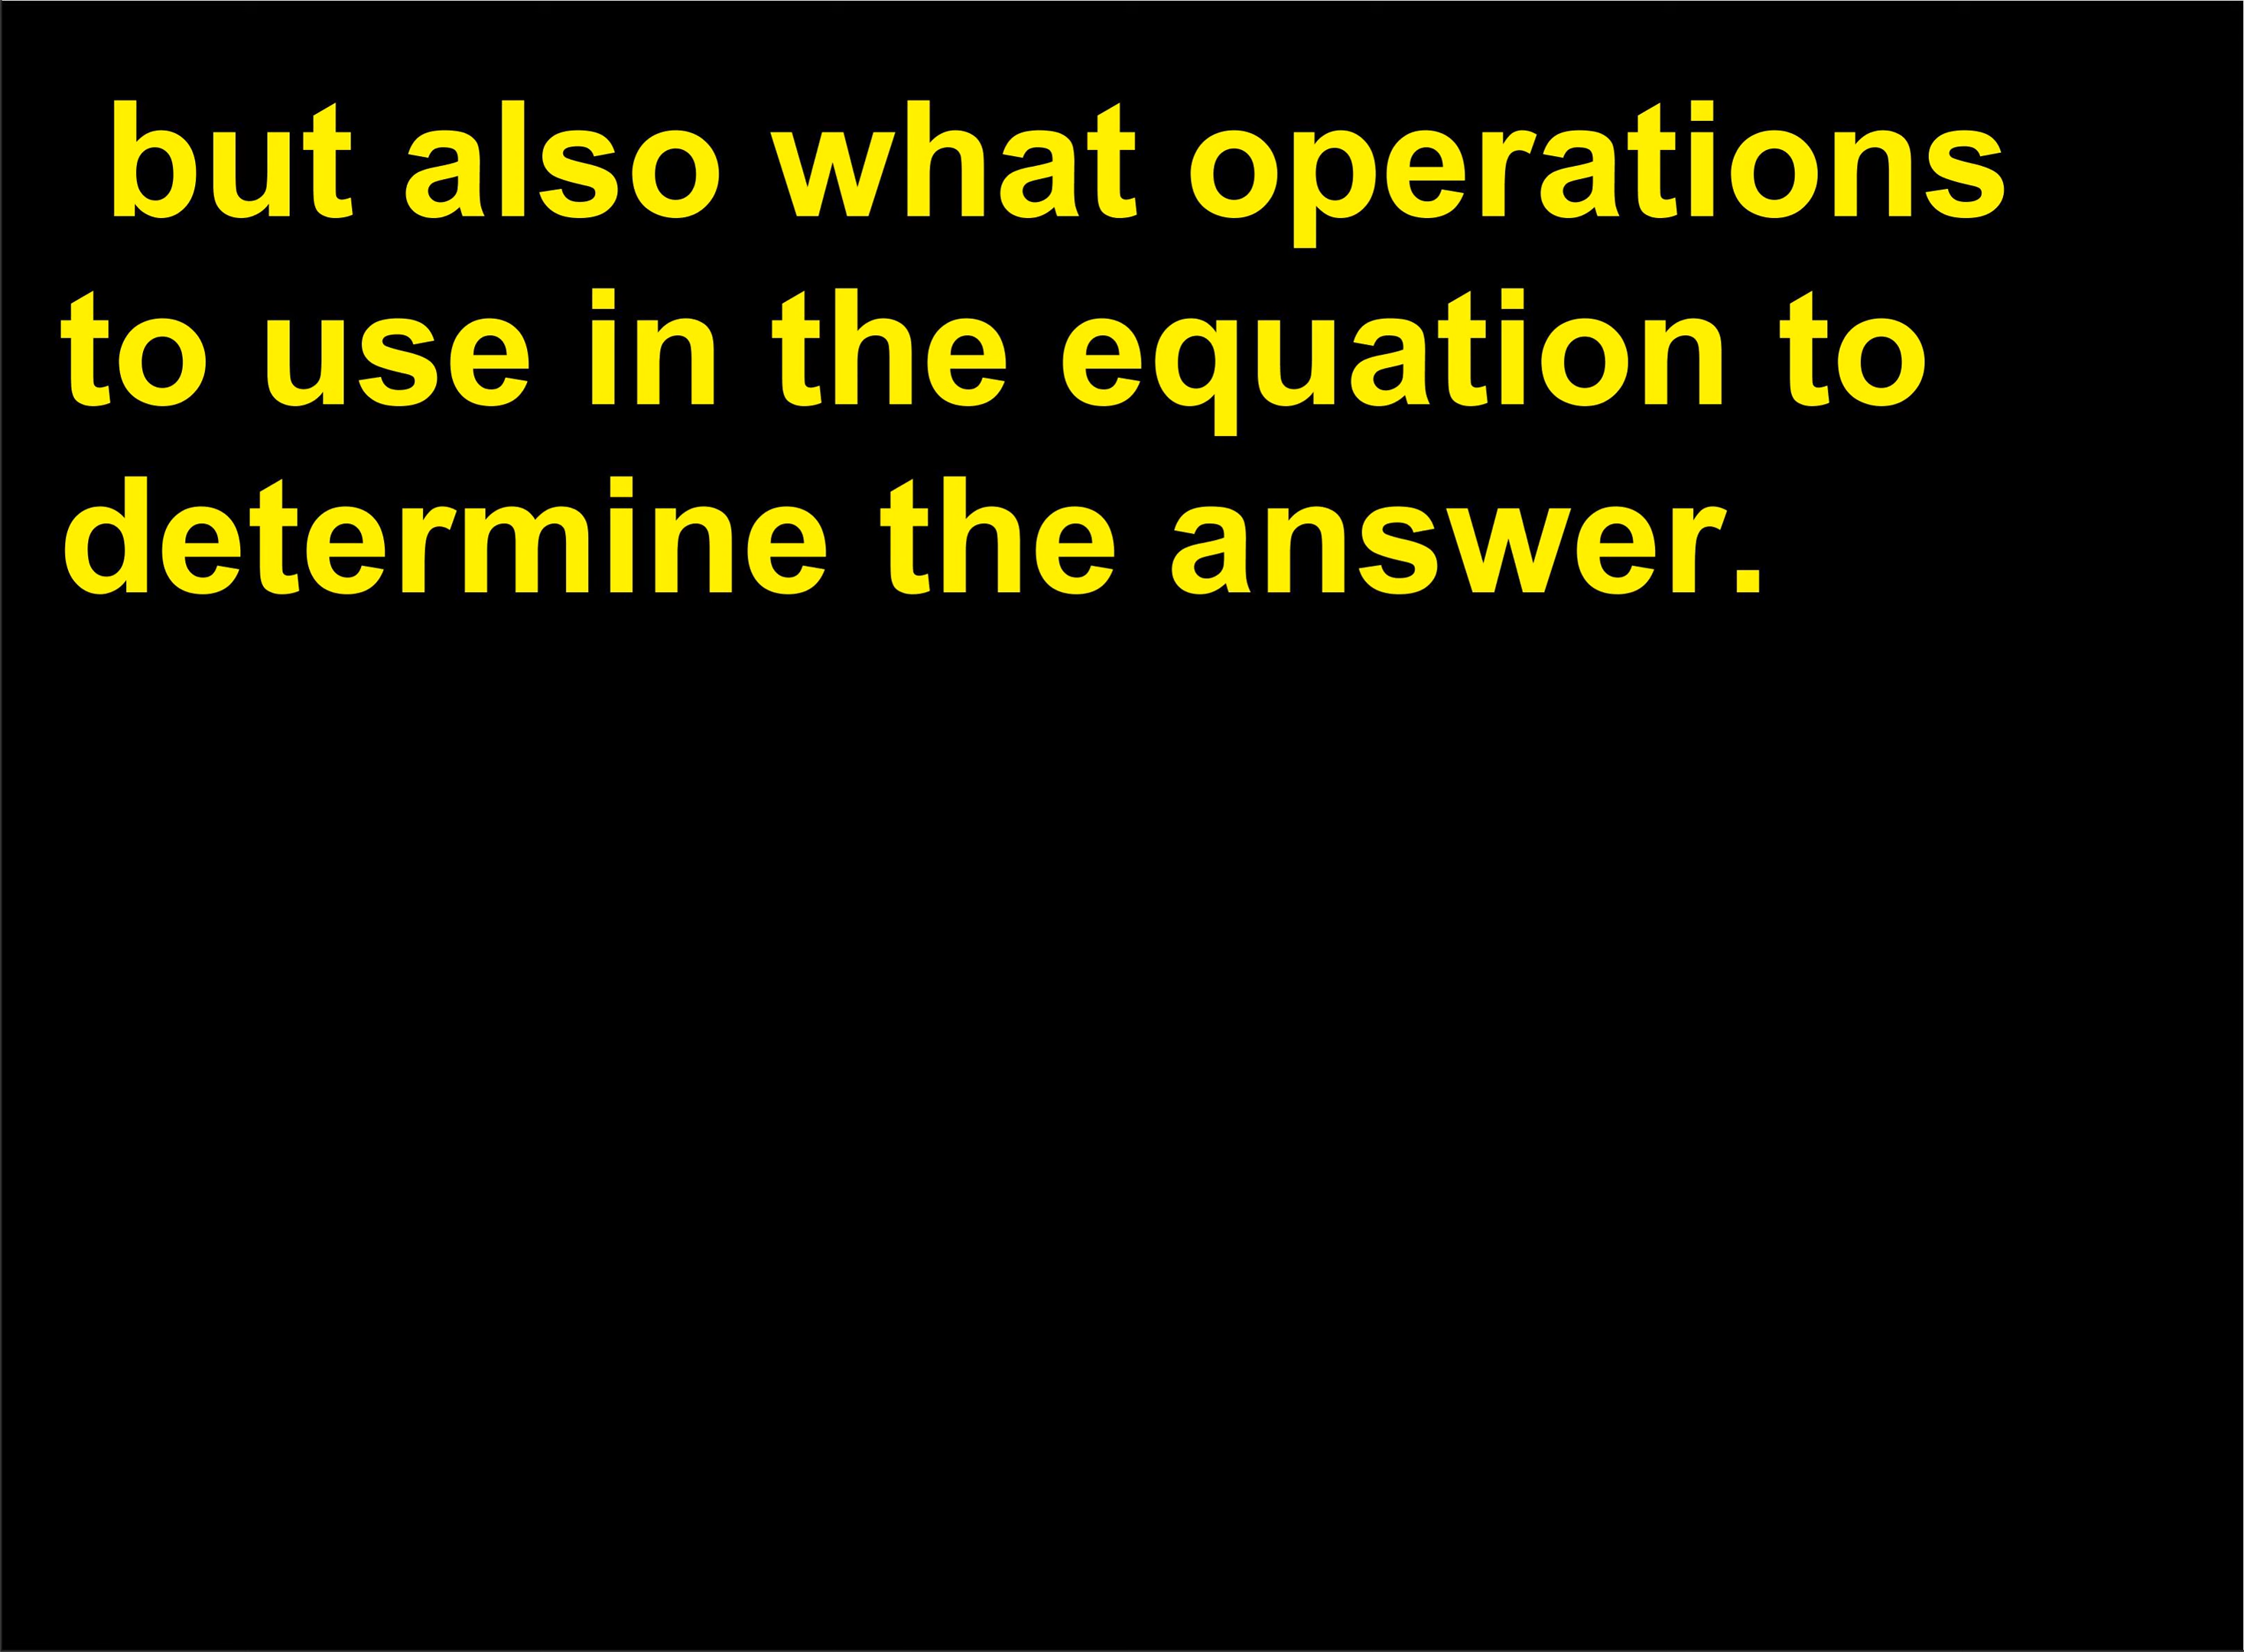 but also what operations
to use in the equation to
determine the answer.